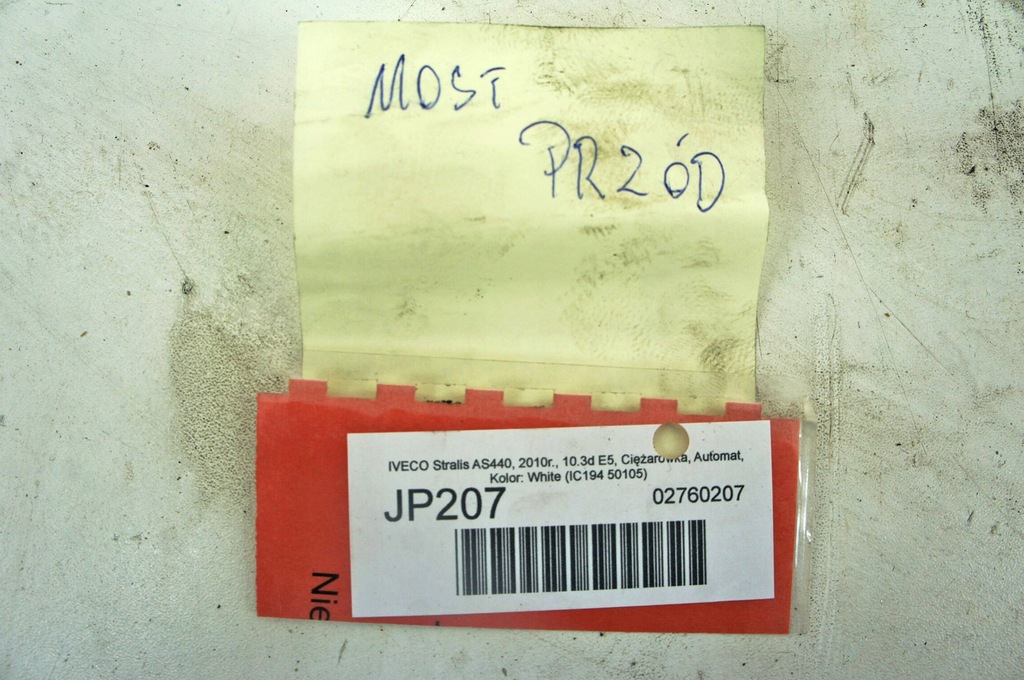 MOST
PRZÓD
IVECO Stralis AS440, 2010r., 10.3d E5, Ciężarówka, Automat,
Kolor: White (IC194 50105)
JP207
02760207
Nie